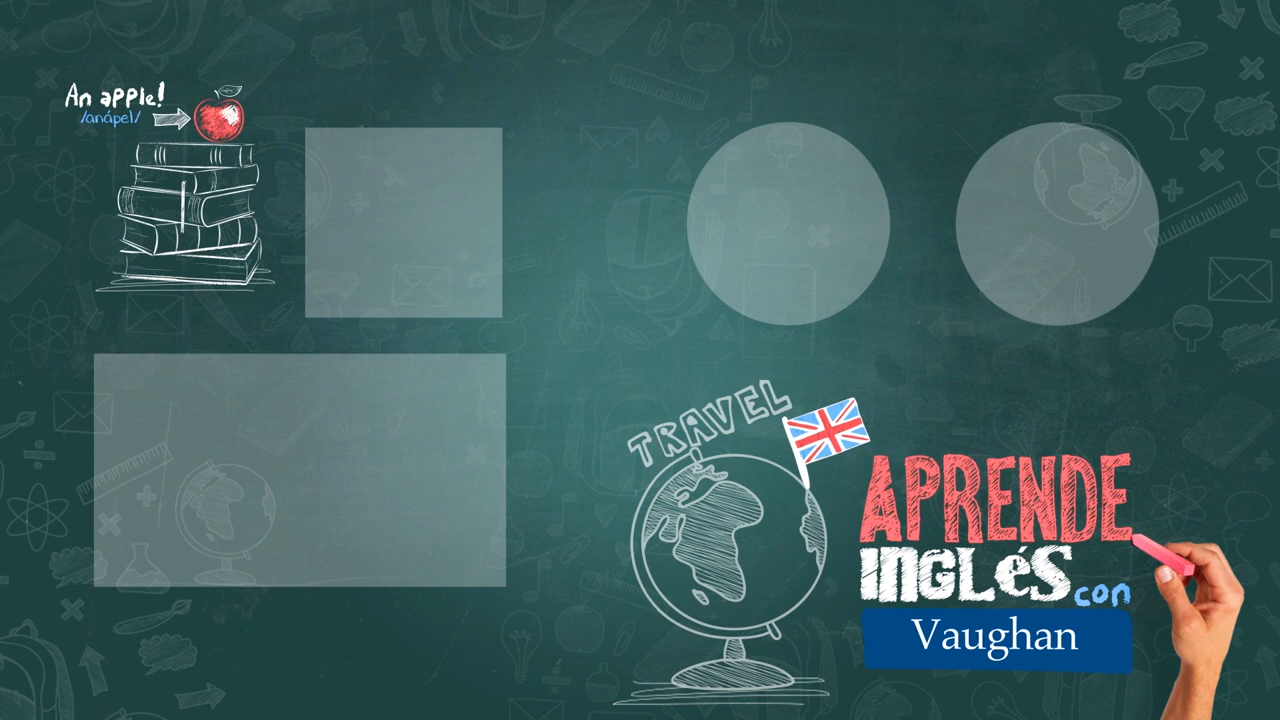 An apple!
/anápel/
TRAVEL
APRENDE
INGLéS con
Vaughan